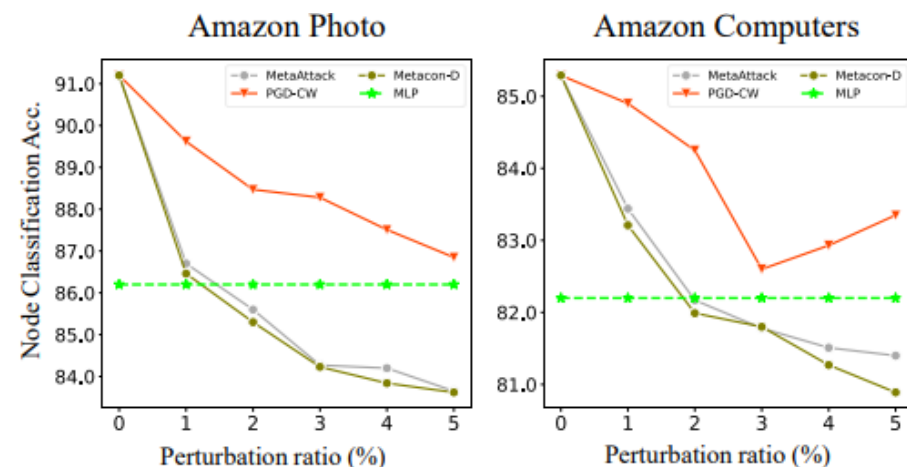 Amazon Photo
Amazon Computers
Node Classification Acc.
MetaAttack
PGD-CW
Metacon-D
MLP
91.0
90.0
89.0
88.0
87.0
86.0
85.0
84.0
0 1 2 3 4 5
Perturbation ratio (%)
MetaAttack
PGD-CW
Metacon-D
MLP
85.0
84.0
83.0
82.0
81.0
0 1 2 3 4 5
Perturbation ratio (%)